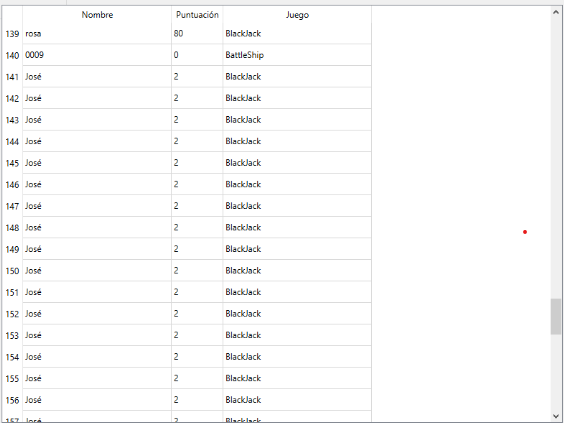 Nombre Puntuación Juego
139 rosa 80 BlackJack
140 0009 0 BattleShip
141 José 2 BlackJack
142 José 2 BlackJack
143 José 2 BlackJack
144 José 2 BlackJack
145 José 2 BlackJack
146 José 2 BlackJack
147 José 2 BlackJack
148 José 2 BlackJack
149 José 2 BlackJack
150 José 2 BlackJack
151 José 2 BlackJack
152 José 2 BlackJack
153 José 2 BlackJack
154 José 2 BlackJack
155 José 2 BlackJack
156 José 2 BlackJack
157 José 2 BlackJack